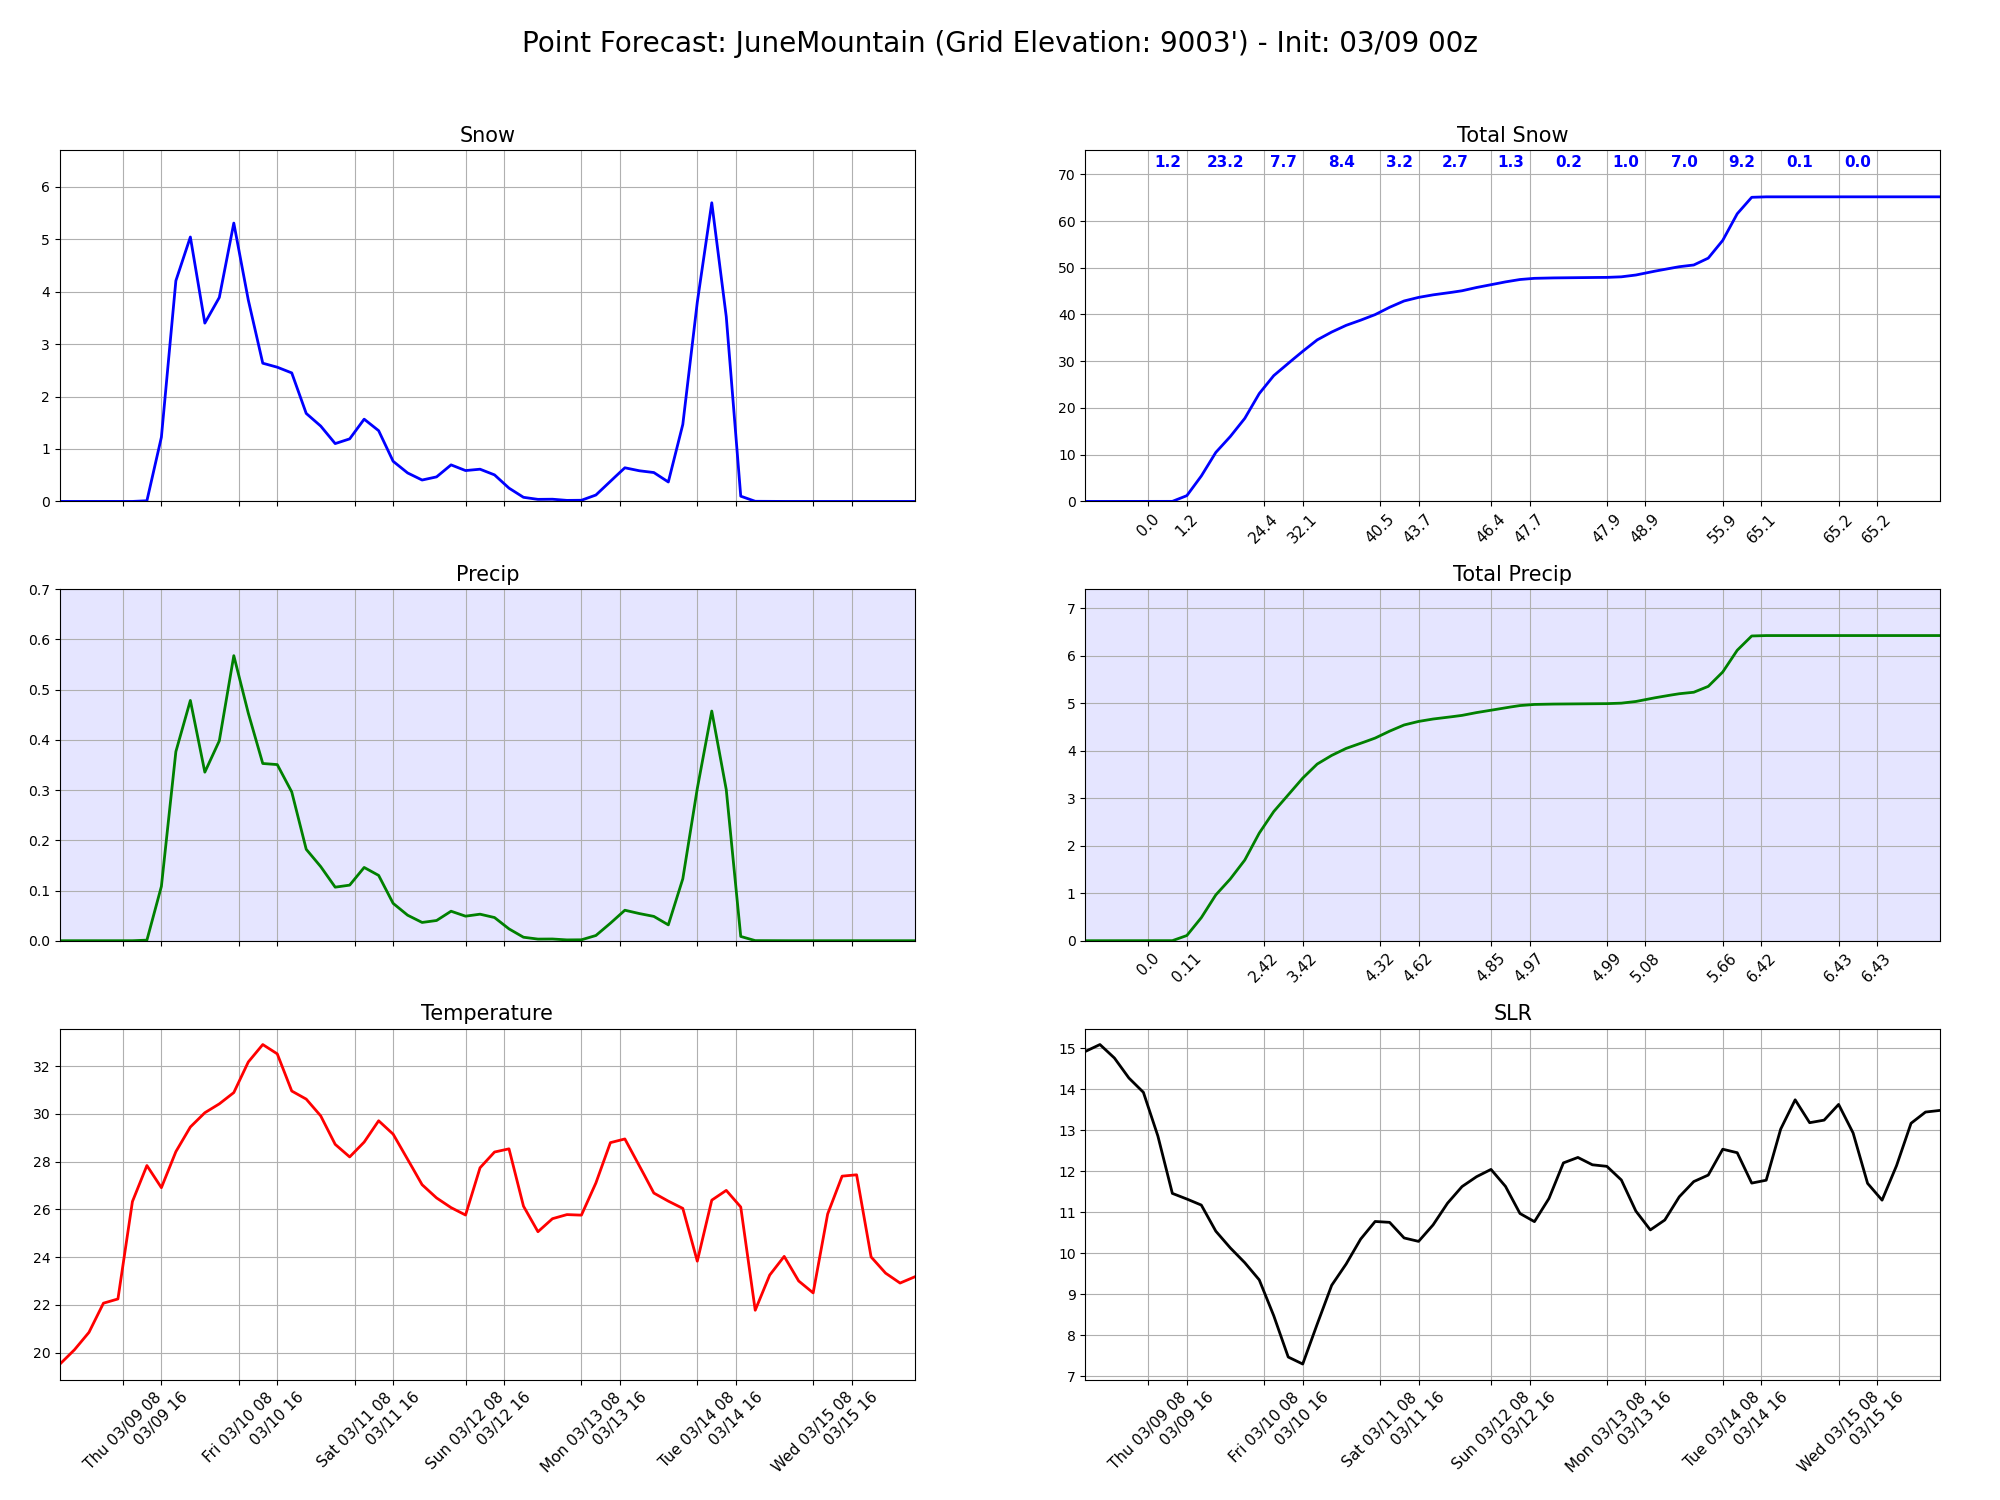 Point Forecast: JuneMountain (Grid Elevation: 9003') - Init: 03/09 00z
Snow
6
5
4
3
2
1
0
Total Snow
1.2 23.2 7.7 8.4 3.2 2.7 1.3 0.2 1.0 7.0 9.2 0.1 0.0
70
60
50
40
30
20
10
0
0.0 1.2 24.4 32.1 40.5 43.7 46.4 47.7 47.9 48.9 55.9 65.1 65.2 65.2
Precip
0.7
0.6
0.5
0.4
0.3
0.2
0.1
0.0
Total Precip
7
6
5
4
3
2
1
0
0.0 0.11 2.42 3.42 4.32 4.62 4.85 4.97 4.99 5.08 5.66 6.42 6.43 6.43
Temperature
32
30
28
26
24
22
20
Thu 03/09 08
03/09 16
Fri 03/10 08
03/10 16
Sat 03/11 08
03/11 16
Sun 03/12 08
03/12 16
Mon 03/13 08
03/13 16
Tue 03/14 08
03/14 16
Wed 03/15 08
03/15 16
SLR
15
14
13
12
11
10
9
8
7
Thu 03/09 08
03/09 16
Fri 03/10 08
03/10 16
Sat 03/11 08
03/11 16
Sun 03/12 08
03/12 16
Mon 03/13 08
03/13 16
Tue 03/14 08
03/14 16
Wed 03/15 08
03/15 16